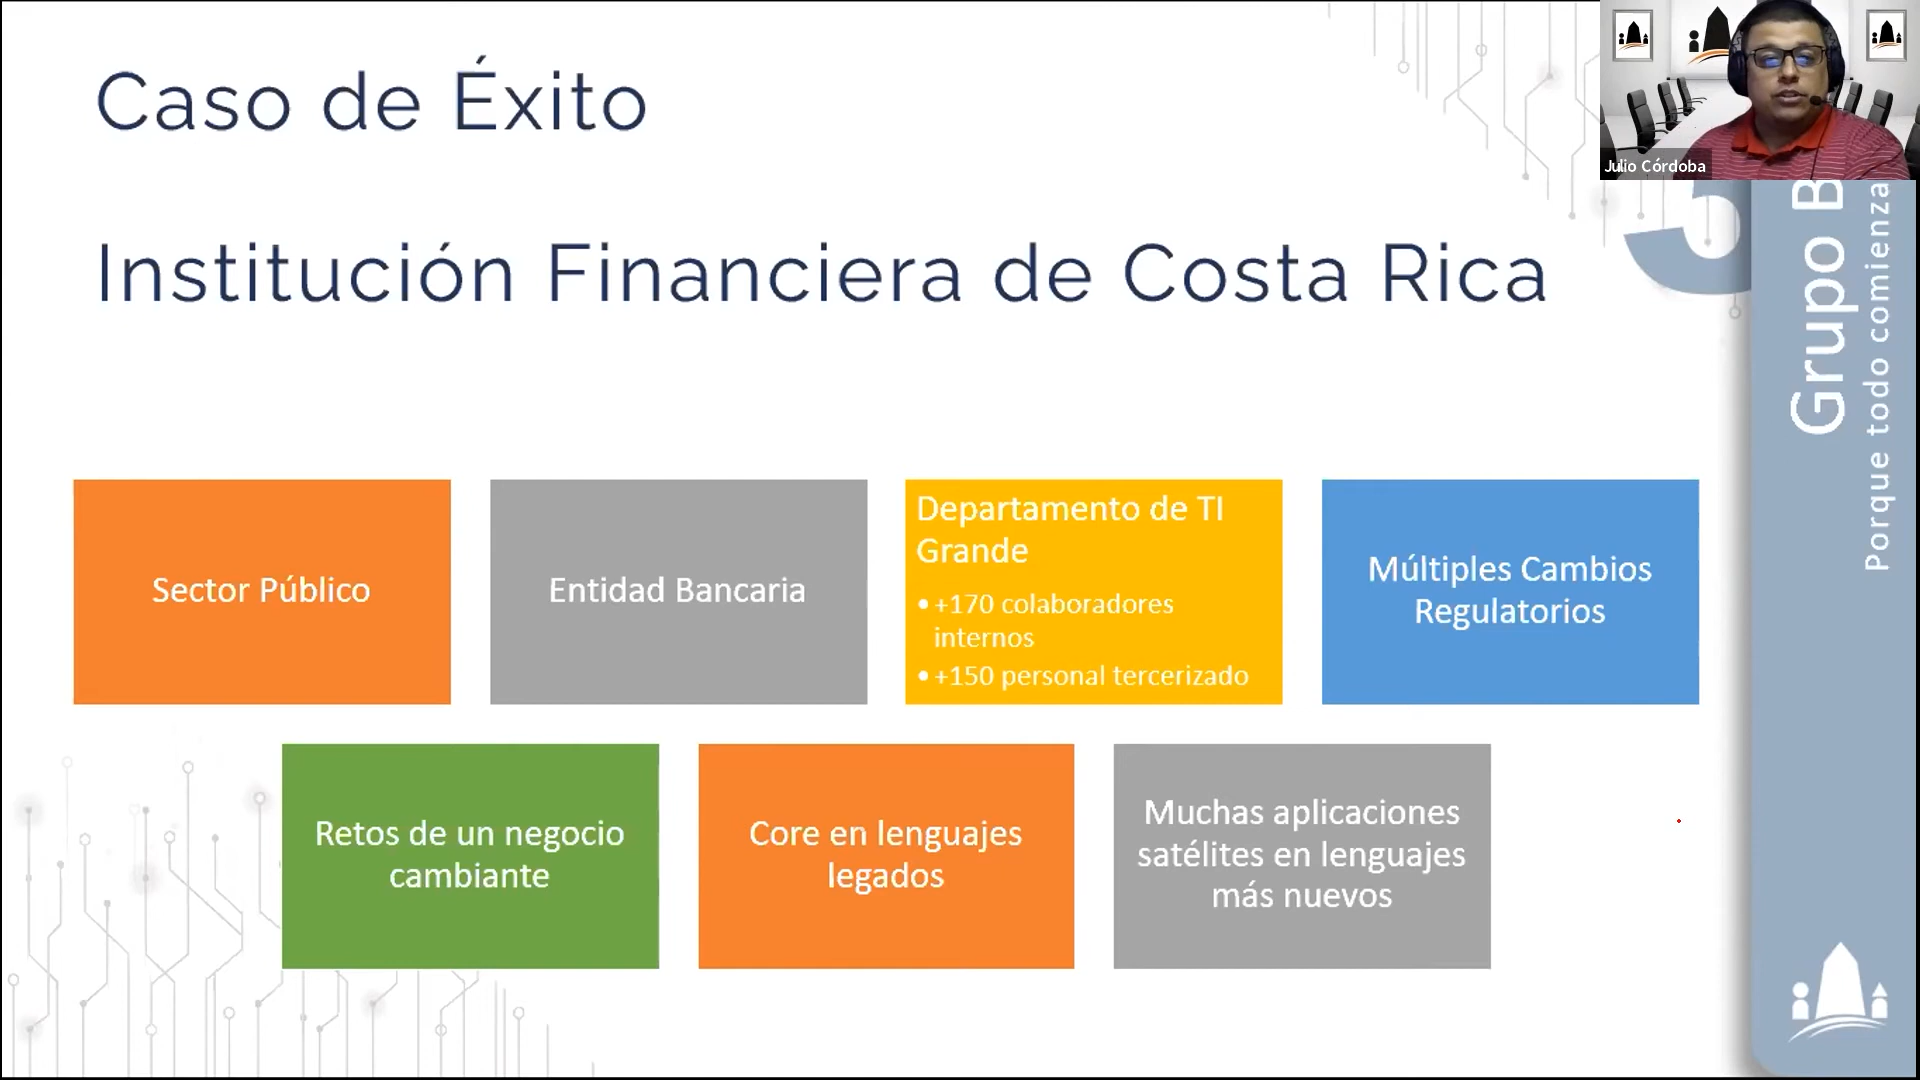 Caso de Éxito
Institución Financiera de Costa Rica
Julio Córdoba
Sector Público
Entidad Bancaria
Departamento de TI
Grande
• +170 colaboradores
internos
• +150 personal tercerizado
Múltiples Cambios
Regulatorios
Retos de un negocio
cambiante
Core en lenguajes
legados
Muchas aplicaciones
satélites en lenguajes
más nuevos
Grupo B
Porque todo comienza